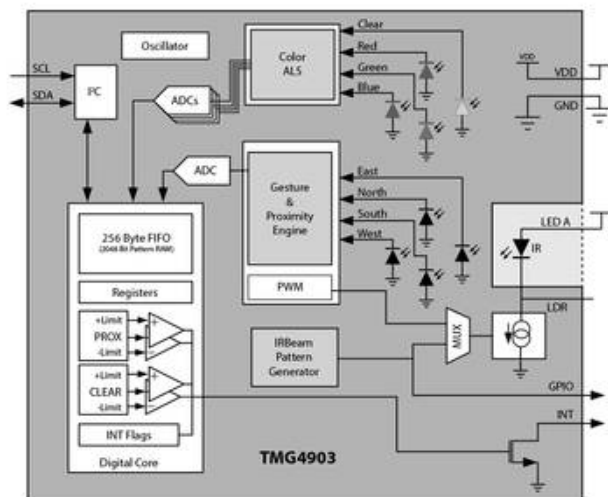 Oscillator
Color
ALS
Clear
Red
Green
Blue
VDD
VDD
GND
SCL
SDA
I²C
ADCs
ADC
Gesture
&
Proximity
Engine
East
North
South
West
PWM
256 Byte FIFO
(2048 Bit Pattern RAM)
Registers
+Limit
PROX
-Limit
+Limit
CLEAR
-Limit
INT Flags
Digital Core
IRBeam
Pattern
Generator
MUX
LED A
IR
LDR
GPIO
INT
TMG4903